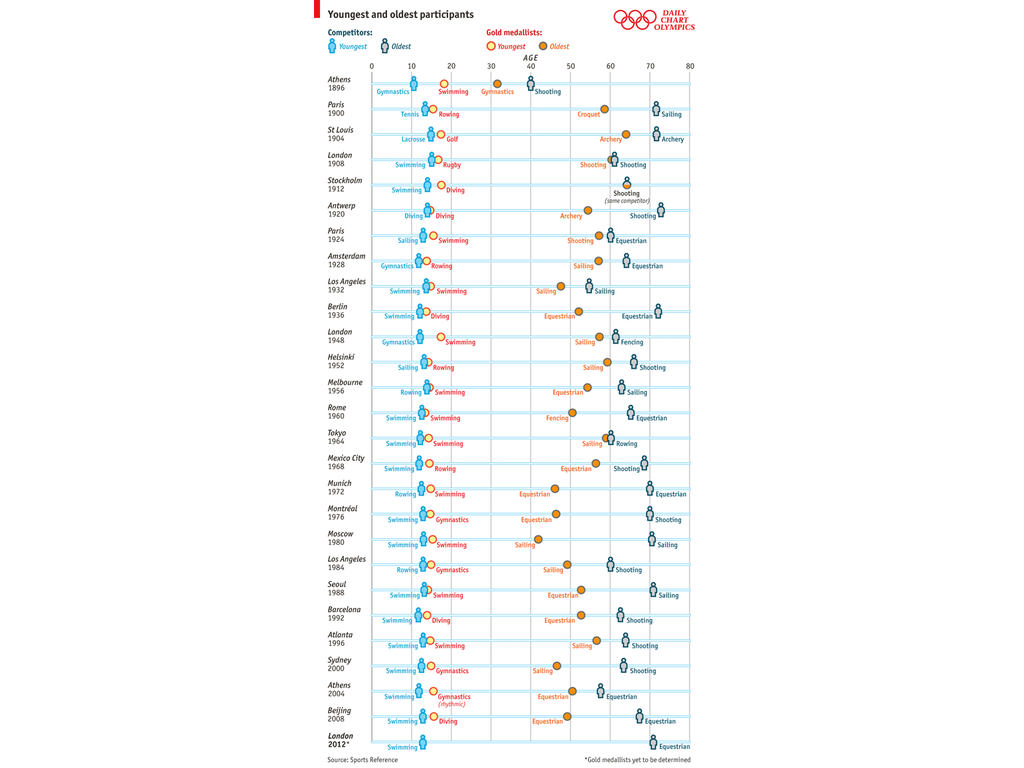 Youngest and oldest participants
DAILY
CHART
OLYMPICS
Competitors:
Gold medallists:
Youngest Oldest Youngest Oldest
AGE
0 10 20 30 40 50 60 70 80
Athens
1896
Gymnastics Swimming Gymnastics Shooting
Paris
1900
Tennis Rowing Croquet Sailing
St Louis
1904
Lacrosse Golf Archery Archery
London
1908
Swimming Rugby Shooting Shooting
Stockholm
1912
Swimming Diving Shooting
(same competitor)
Antwerp
1920
Diving Diving Archery Shooting
Paris
1924
Sailing Swimming Shooting Equestrian
Amsterdam
1928
Gymnastics Rowing Sailing Equestrian
Los Angeles
1932
Swimming Swimming Sailing Sailing
Berlin
1936
Swimming Diving Equestrian Equestrian
London
1948
Gymnastics Swimming Sailing Fencing
Helsinki
1952
Sailing Rowing Sailing Shooting
Melbourne
1956
Rowing Swimming Equestrian Sailing
Rome
1960
Swimming Swimming Fencing Equestrian
Tokyo
1964
Swimming Swimming Sailing Rowing
Mexico City
1968
Swimming Rowing Equestrian Shooting
Munich
1972
Rowing Swimming Equestrian Equestrian
Montréal
1976
Swimming Gymnastics Equestrian Shooting
Moscow
1980
Swimming Swimming Sailing Sailing
Los Angeles
1984
Rowing Gymnastics Sailing Shooting
Seoul
1988
Swimming Swimming Equestrian Sailing
Barcelona
1992
Swimming Diving Equestrian Shooting
Atlanta
1996
Swimming Swimming Sailing Shooting
Sydney
2000
Swimming Gymnastics Sailing Shooting
Athens
2004
Swimming Gymnastics Equestrian Equestrian
(rhythmic)
Beijing
2008
Swimming Diving Equestrian Equestrian
London
2012*
Swimming Equestrian
Source: Sports Reference
*Gold medallists yet to be determined